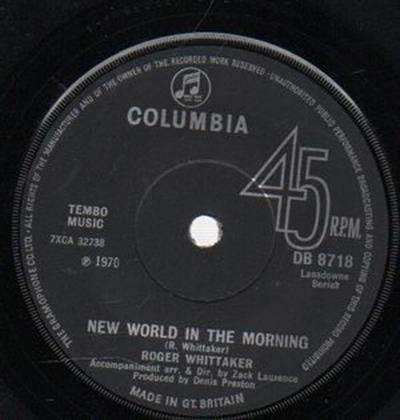 ALL RIGHTS OF THE MANUFACTURER AND OF THE OWNER OF THE RECORDED WORK RESERVED · UNAUTHORISED PUBLIC PERFORMANCE BROADCASTING AND COPYING OF THIS RECORD PROHIBITED
THE GRAMOPHONE CO. LTD.
COLUMBIA
45 R.P.M.
TEMBO
MUSIC
7XCA 32738
℗ 1970
DB 8718
Lansdowne
Series
NEW WORLD IN THE MORNING
(R. Whittaker)
ROGER WHITTAKER
Accompaniment arr. & Dir. by Zack Laurence
Produced by Denis Preston
MADE IN GT. BRITAIN